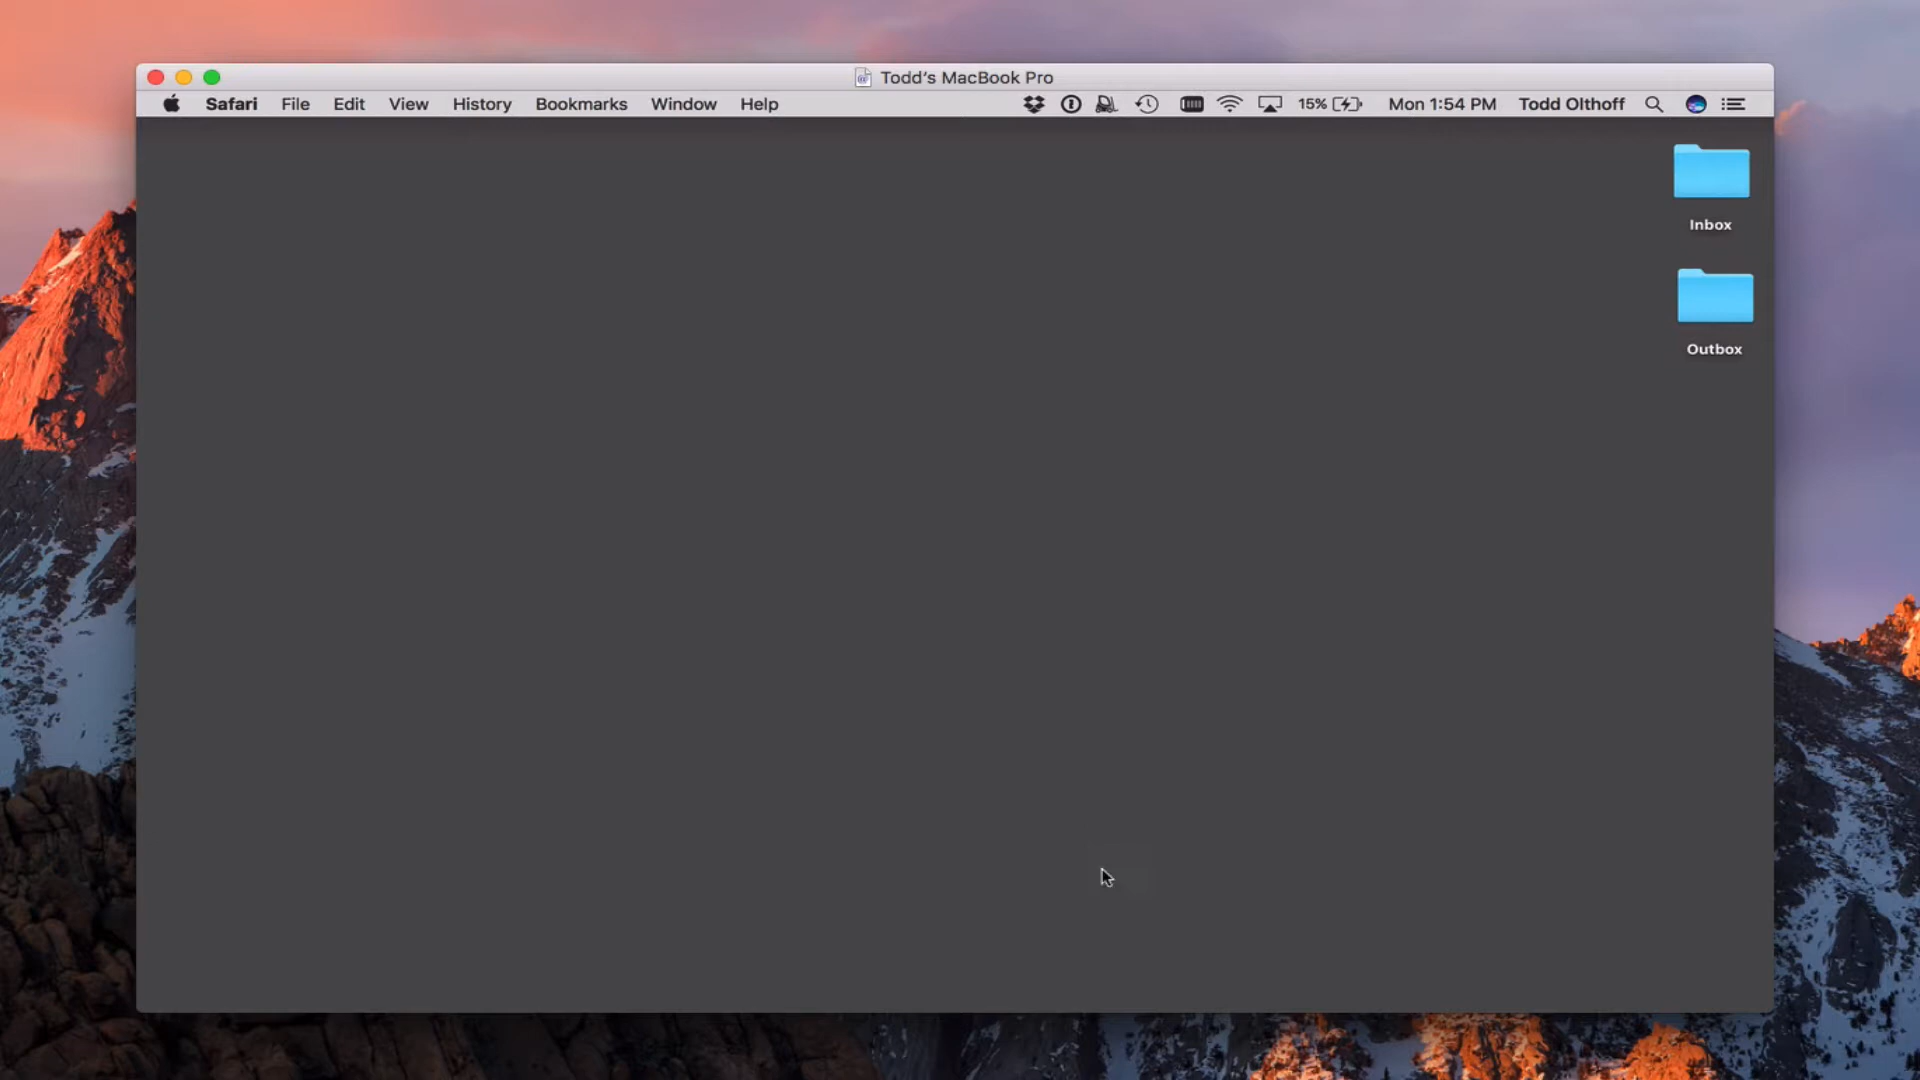 Todd's MacBook Pro
Safari File Edit View History Bookmarks Window Help 15% Mon 1:54 PM Todd Olthoff
Inbox
Outbox